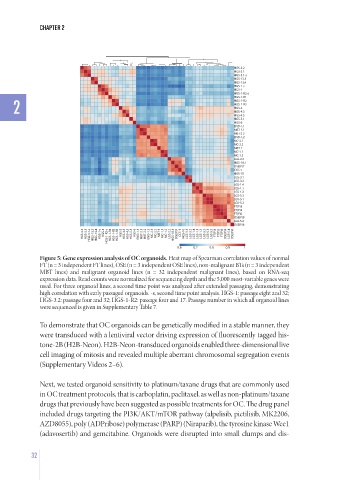 CHAPTER 2
2
Figure 5: Gene expression analysis of OC organoids. Heat map of Spearman correlation values of normal
FT (n = 5 independent FT lines), OSE (n = 3 independent OSE lines), non-malignant BTs (n = 3 independent
MBT lines) and malignant organoid lines (n = 32 independent malignant lines), based on RNA-seq
expression data. Read counts were normalized for sequencing depth and the 5,000 most-variable genes were
used. For three organoid lines, a second time point was analyzed after extended passaging, demonstrating
high correlation with early passaged organoids. -s, second time point analysis. HGS-1: passage eight and 32;
HGS-3.2: passage four and 32; HGS-1-R2: passage four and 17. Passage number in which all organoid lines
were sequenced is given in Supplementary Table 7.
To demonstrate that OC organoids can be genetically modified in a stable manner, they
were transduced with a lentiviral vector driving expression of fluorescently tagged his-
tone-2B (H2B-Neon). H2B-Neon-transduced organoids enabled three-dimensional live
cell imaging of mitosis and revealed multiple aberrant chromosomal segregation events
(Supplementary Videos 2–6).
Next, we tested organoid sensitivity to platinum/taxane drugs that are commonly used
in OC treatment protocols, that is carboplatin, paclitaxel, as well as non-platinum/taxane
drugs that previously have been suggested as possible treatments for OC. The drug panel
included drugs targeting the PI3K/AKT/mTOR pathway (alpelisib, pictilisib, MK2206,
AZD8055), poly (ADPribose) polymerase (PARP) (Niraparib), the tyrosine kinase Wee1
(adavosertib) and gemcitabine. Organoids were disrupted into small clumps and dis-
32